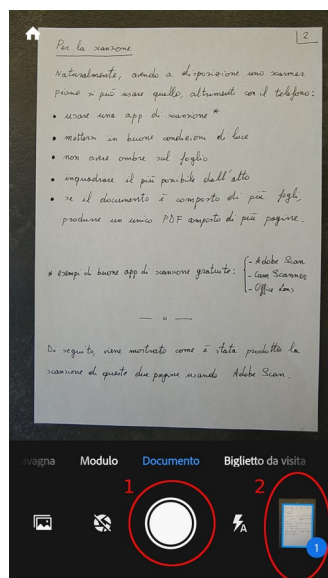 2
Per la scansione
Naturalmente, avendo a disposizione uno scanner
piano si può usare quello, altrimenti con il telefono:
• usare una app di scansione *
• mettersi in buone condizioni di luce
• non avere ombre sul foglio
• inquadrare il più possibile dall'alto
• se il documento è composto di più fogli,
produrre un unico PDF composto di più pagine.
* esempi di buone app di scansione gratuite:
- Adobe Scan
- Cam Scanner
- Office Lens
— o —
Di seguito, viene mostrato come è stata prodotta la
scansione di queste due pagine usando Adobe Scan.
avagna Modulo Documento Biglietto da visita
1 2
A
1